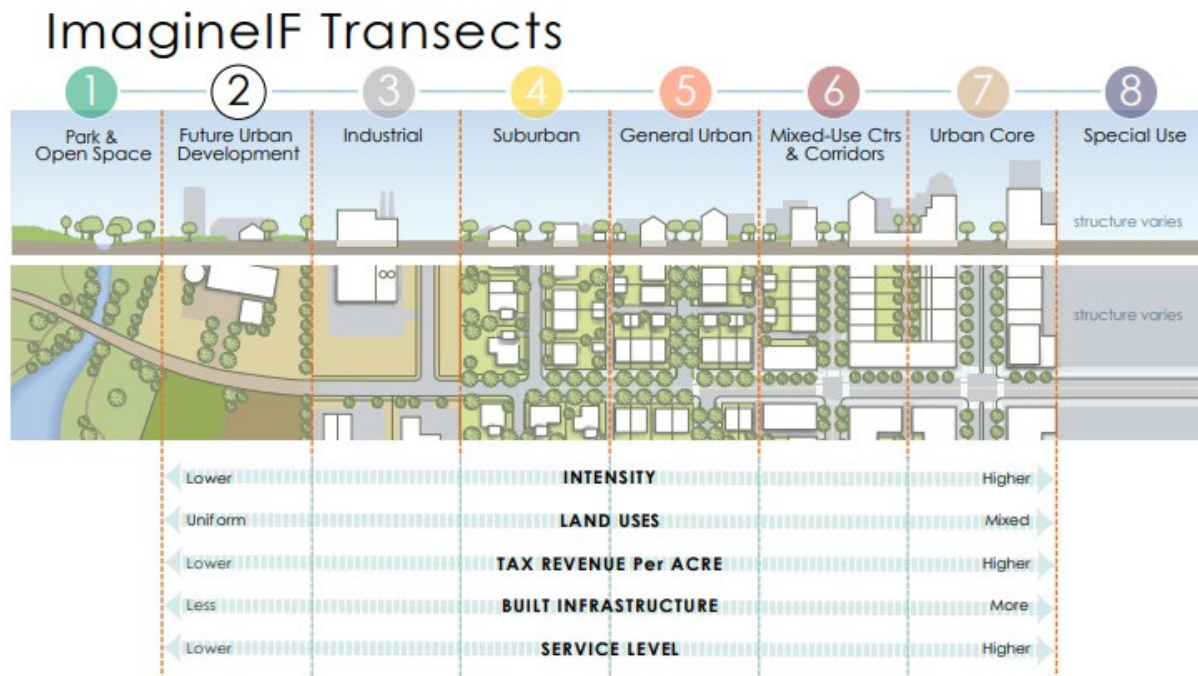 ImagineIF Transects
1 2 3 4 5 6 7 8
Park &
Open Space
Future Urban
Development
Industrial
Suburban
General Urban
Mixed-Use Ctrs
& Corridors
Urban Core
Special Use
structure varies
structure varies
Lower INTENSITY Higher
Uniform LAND USES Mixed
Lower TAX REVENUE Per ACRE Higher
Less BUILT INFRASTRUCTURE More
Lower SERVICE LEVEL Higher